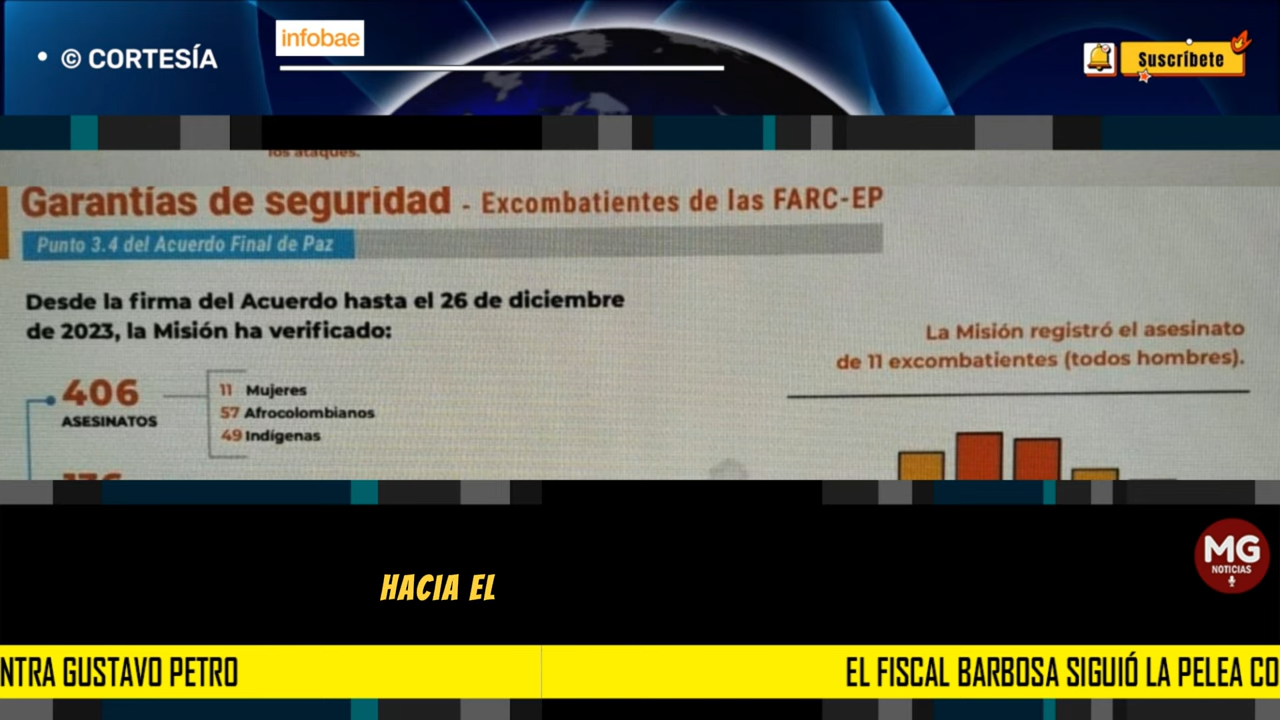 • © CORTESÍA
infobae
Suscríbete
los ataques.
Garantías de seguridad - Excombatientes de las FARC-EP
Punto 3.4 del Acuerdo Final de Paz
Desde la firma del Acuerdo hasta el 26 de diciembre
de 2023, la Misión ha verificado:
406
ASESINATOS
11 Mujeres
57 Afrocolombianos
49 Indígenas
La Misión registró el asesinato
de 11 excombatientes (todos hombres).
HACIA EL
MG
NOTICIAS
NTRA GUSTAVO PETRO
EL FISCAL BARBOSA SIGUIÓ LA PELEA CO